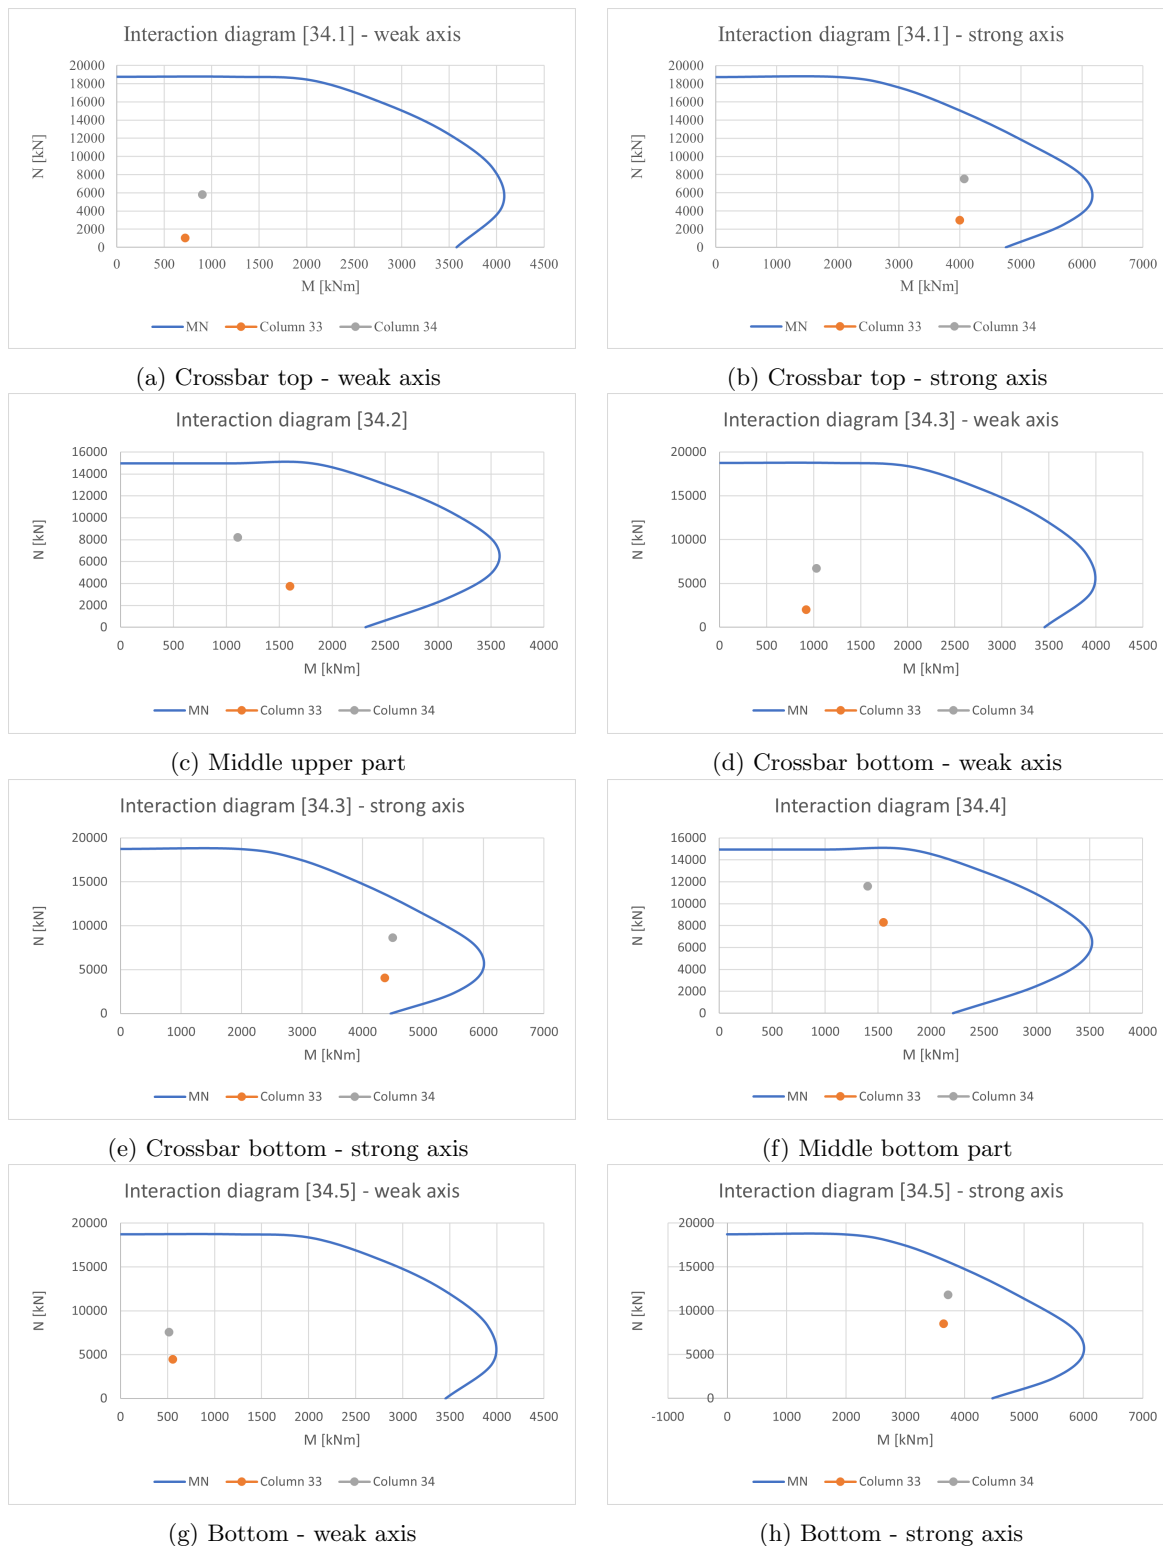 Interaction diagram [34.1] - weak axis
20000
18000
16000
14000
12000
10000
8000
6000
4000
2000
0
N [kN]
0 500 1000 1500 2000 2500 3000 3500 4000 4500
M [kNm]
MN Column 33 Column 34
(a) Crossbar top - weak axis
Interaction diagram [34.1] - strong axis
20000
18000
16000
14000
12000
10000
8000
6000
4000
2000
0
N [kN]
0 1000 2000 3000 4000 5000 6000 7000
M [kNm]
MN Column 33 Column 34
(b) Crossbar top - strong axis
Interaction diagram [34.2]
16000
14000
12000
10000
8000
6000
4000
2000
0
N [kN]
0 500 1000 1500 2000 2500 3000 3500 4000
M [kNm]
MN Column 33 Column 34
(c) Middle upper part
Interaction diagram [34.3] - weak axis
20000
15000
10000
5000
0
N [kN]
0 500 1000 1500 2000 2500 3000 3500 4000 4500
M [kNm]
MN Column 33 Column 34
(d) Crossbar bottom - weak axis
Interaction diagram [34.3] - strong axis
20000
15000
10000
5000
0
N [kN]
0 1000 2000 3000 4000 5000 6000 7000
M [kNm]
MN Column 33 Column 34
(e) Crossbar bottom - strong axis
Interaction diagram [34.4]
16000
14000
12000
10000
8000
6000
4000
2000
0
N [kN]
0 500 1000 1500 2000 2500 3000 3500 4000
M [kNm]
MN Column 33 Column 34
(f) Middle bottom part
Interaction diagram [34.5] - weak axis
20000
15000
10000
5000
0
N [kN]
0 500 1000 1500 2000 2500 3000 3500 4000 4500
M [kNm]
MN Column 33 Column 34
(g) Bottom - weak axis
Interaction diagram [34.5] - strong axis
20000
15000
10000
5000
0
N [kN]
-1000 0 1000 2000 3000 4000 5000 6000 7000
M [kNm]
MN Column 33 Column 34
(h) Bottom - strong axis